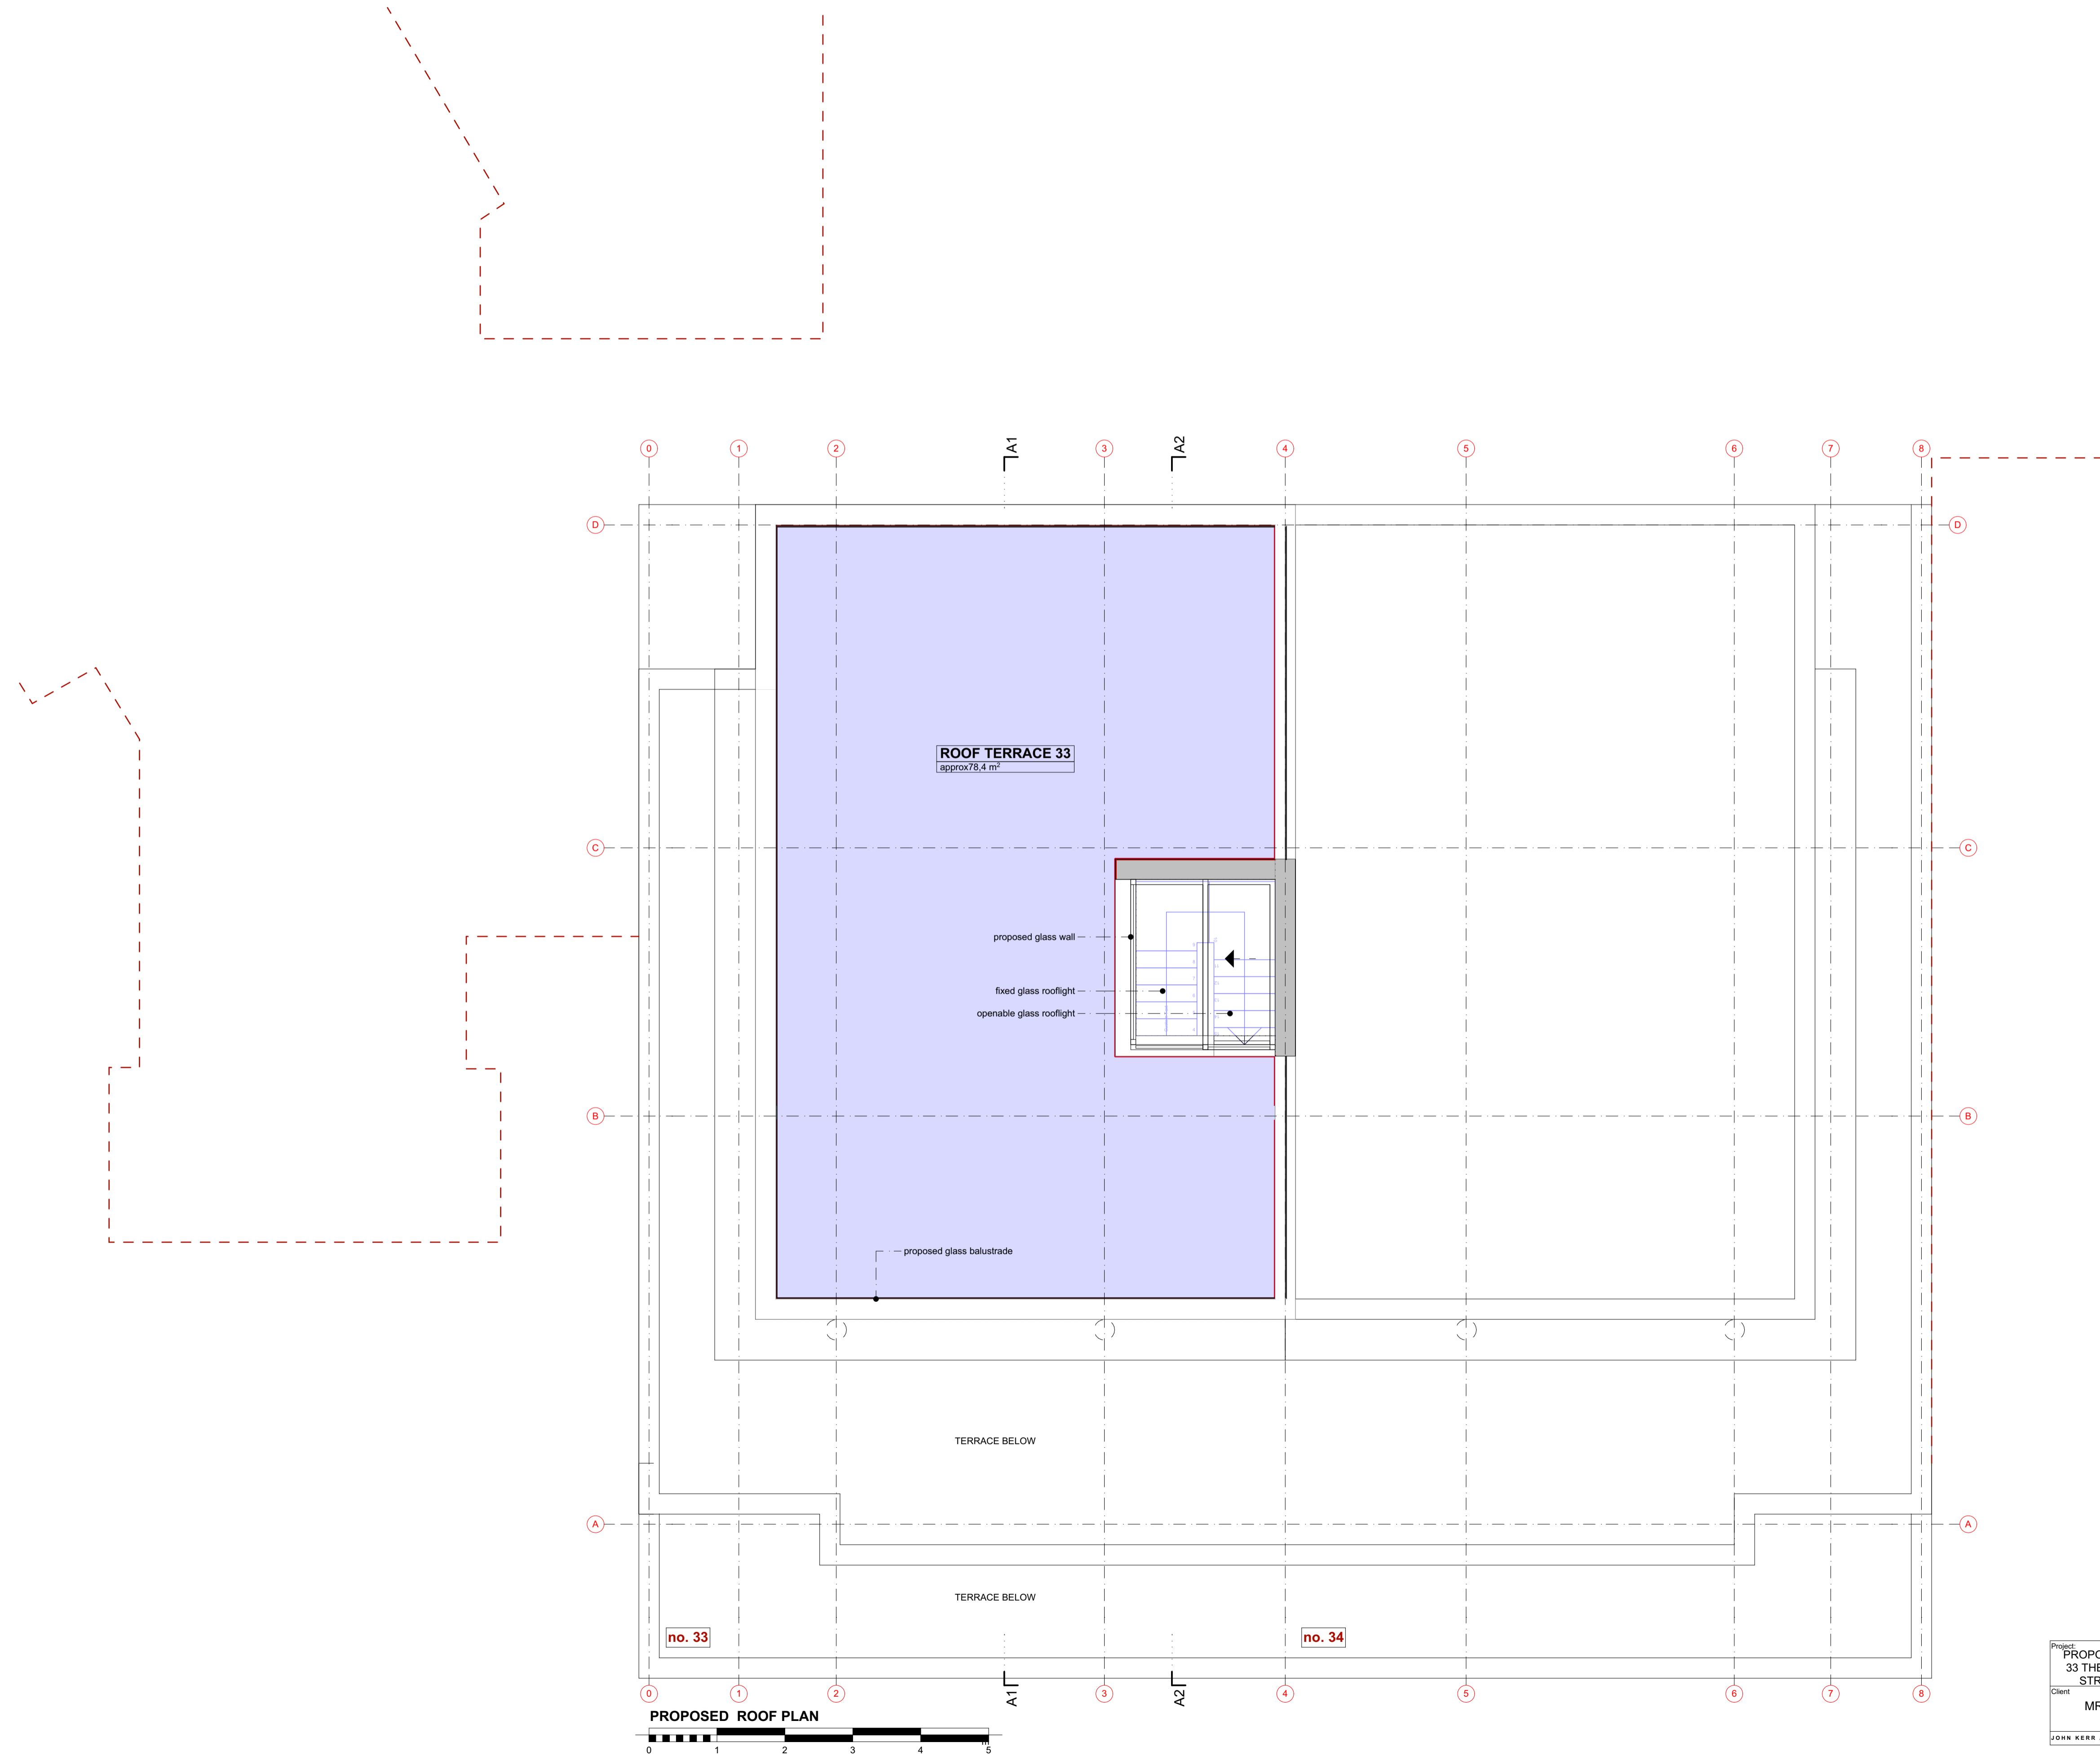 0 1 2 A1 3 A2 4 5 6 7 8
D D
ROOF TERRACE 33
approx78,4 m²
C C
proposed glass wall
fixed glass rooflight
openable glass rooflight
B B
proposed glass balustrade
TERRACE BELOW
A A
TERRACE BELOW
no. 33 no. 34
0 1 2 A1 3 A2 4 5 6 7 8
PROPOSED ROOF PLAN
0 1 2 3 4 5
Project:
33
Client
JOHN KERR